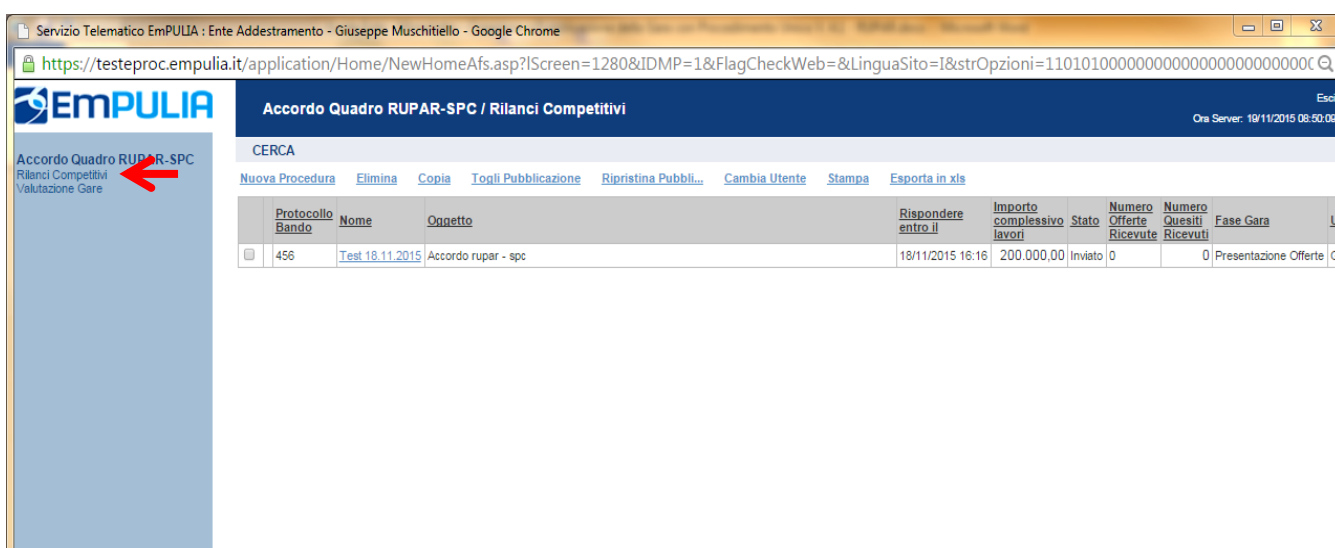 Servizio Telematico EmPULIA : Ente Addestramento - Giuseppe Muschitiello - Google Chrome
https://testeproc.empulia.it/application/Home/NewHomeAfs.asp?lScreen=1280&IDMP=1&FlagCheckWeb=&LinguaSito=I&strOpzioni=1101010000000000000000000000
EmPULIA
Accordo Quadro RUPAR-SPC / Rilanci Competitivi
Esci
Ora Server: 19/11/2015 08:50:09
Accordo Quadro RUPAR-SPC
Rilanci Competitivi
Valutazione Gare
CERCA
Nuova Procedura Elimina Copia Togli Pubblicazione Ripristina Pubbli... Cambia Utente Stampa Esporta in xls
Protocollo Bando Nome Oggetto Rispondere entro il Importo complessivo lavori Stato Numero Offerte Ricevute Numero Quesiti Ricevuti Fase Gara
456 Test 18.11.2015 Accordo rupar - spc 18/11/2015 16:16 200.000,00 Inviato 0 0 Presentazione Offerte